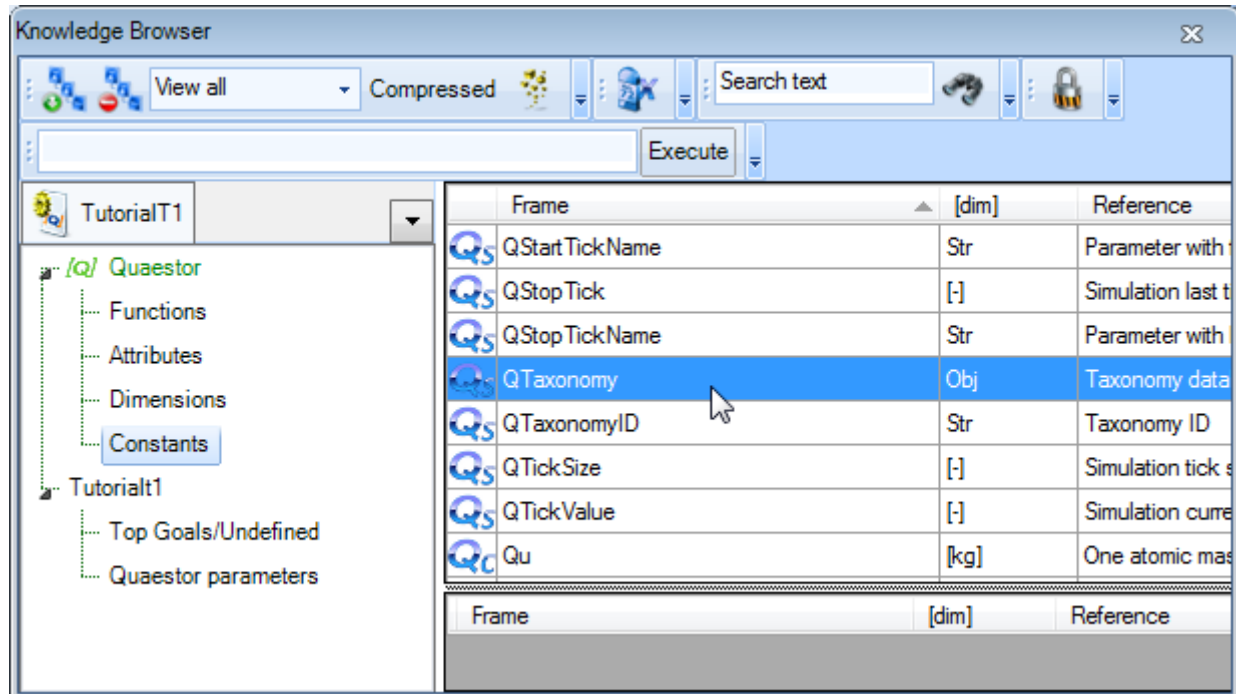 Knowledge Browser
View all Compressed Search text
Execute
TutorialT1
[Q] Quaestor
Functions
Attributes
Dimensions
Constants
Tutorialt1
Top Goals/Undefined
Quaestor parameters
Frame [dim] Reference
QStartTickName Str Parameter with
QStopTick [-] Simulation last
QStopTickName Str Parameter with
QTaxonomy Obj Taxonomy data
QTaxonomyID Str Taxonomy ID
QTickSize [-] Simulation tick
QTickValue [-] Simulation
Qu [kg] One atomic
Frame [dim] Reference